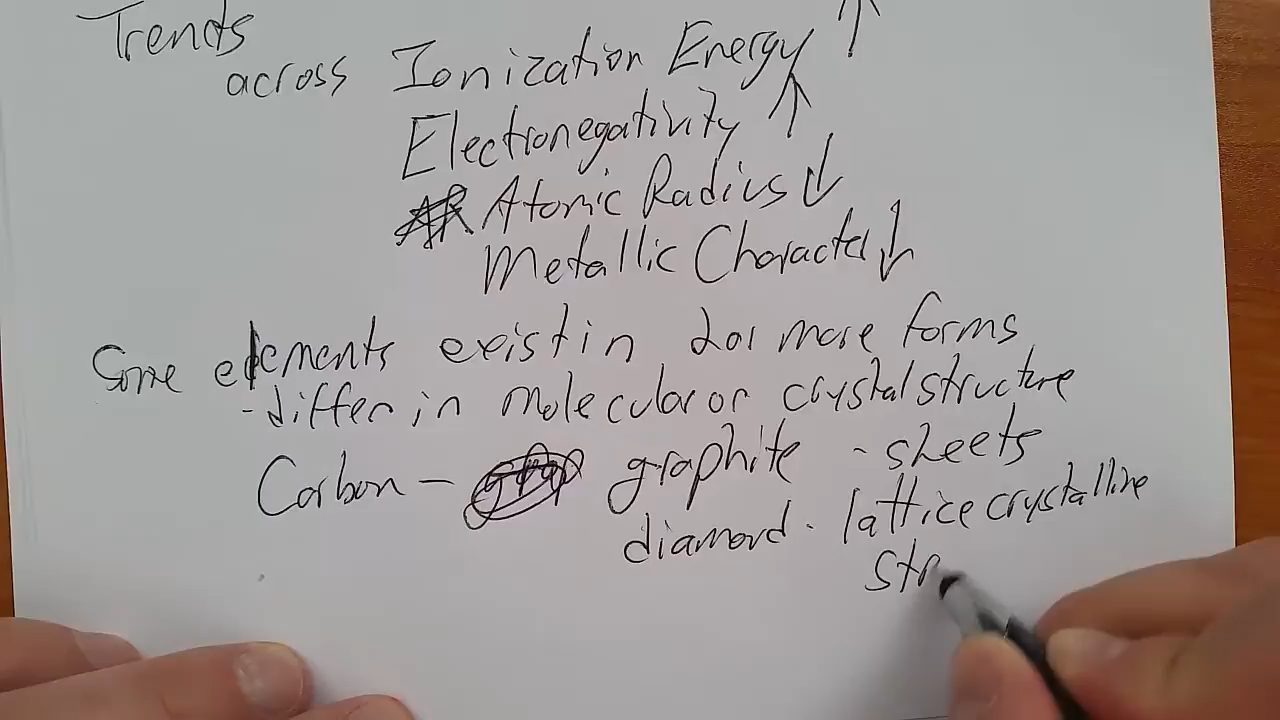 Trends
across Ionization Energy ↑
Electronegativity ↑
Atomic Radius ↓
Metallic Character ↓
Some elements exist in 2 or more forms
- differ in molecular or crystal structure
Carbon - graphite - sheets
diamond - lattice crystalline
str